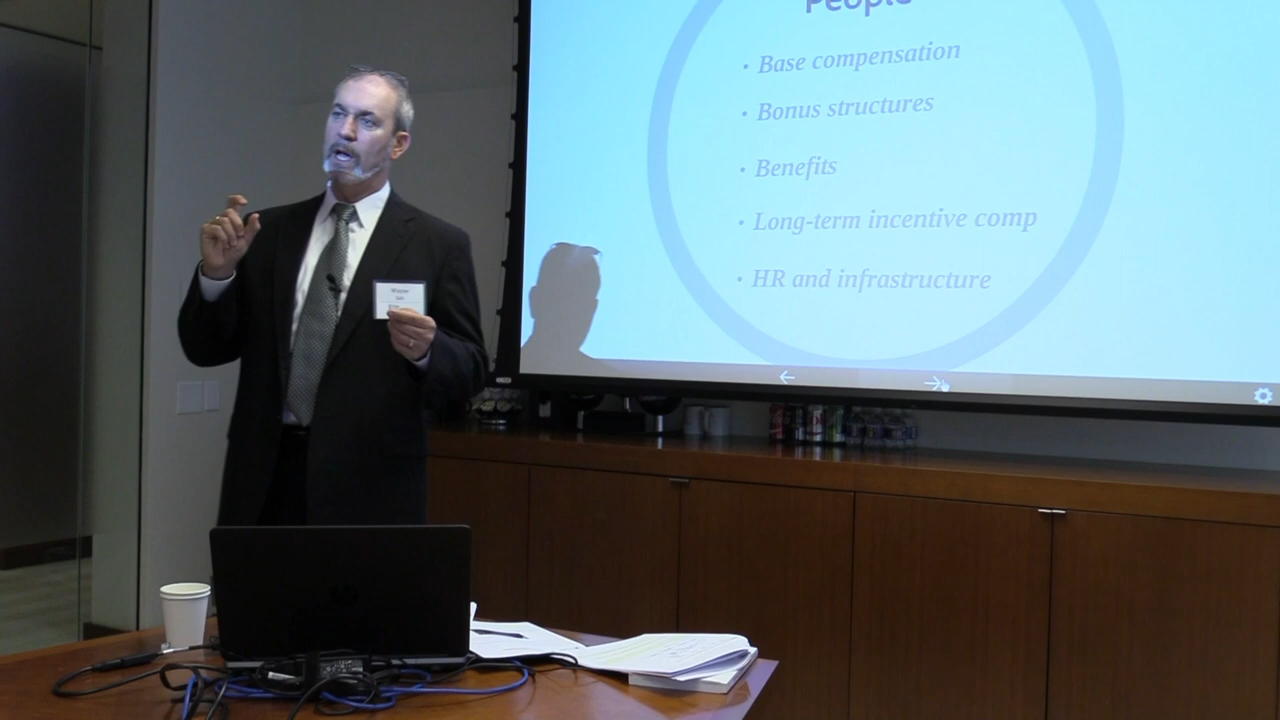 People
• Base compensation
• Bonus structures
• Benefits
• Long-term incentive comp
• HR and infrastructure